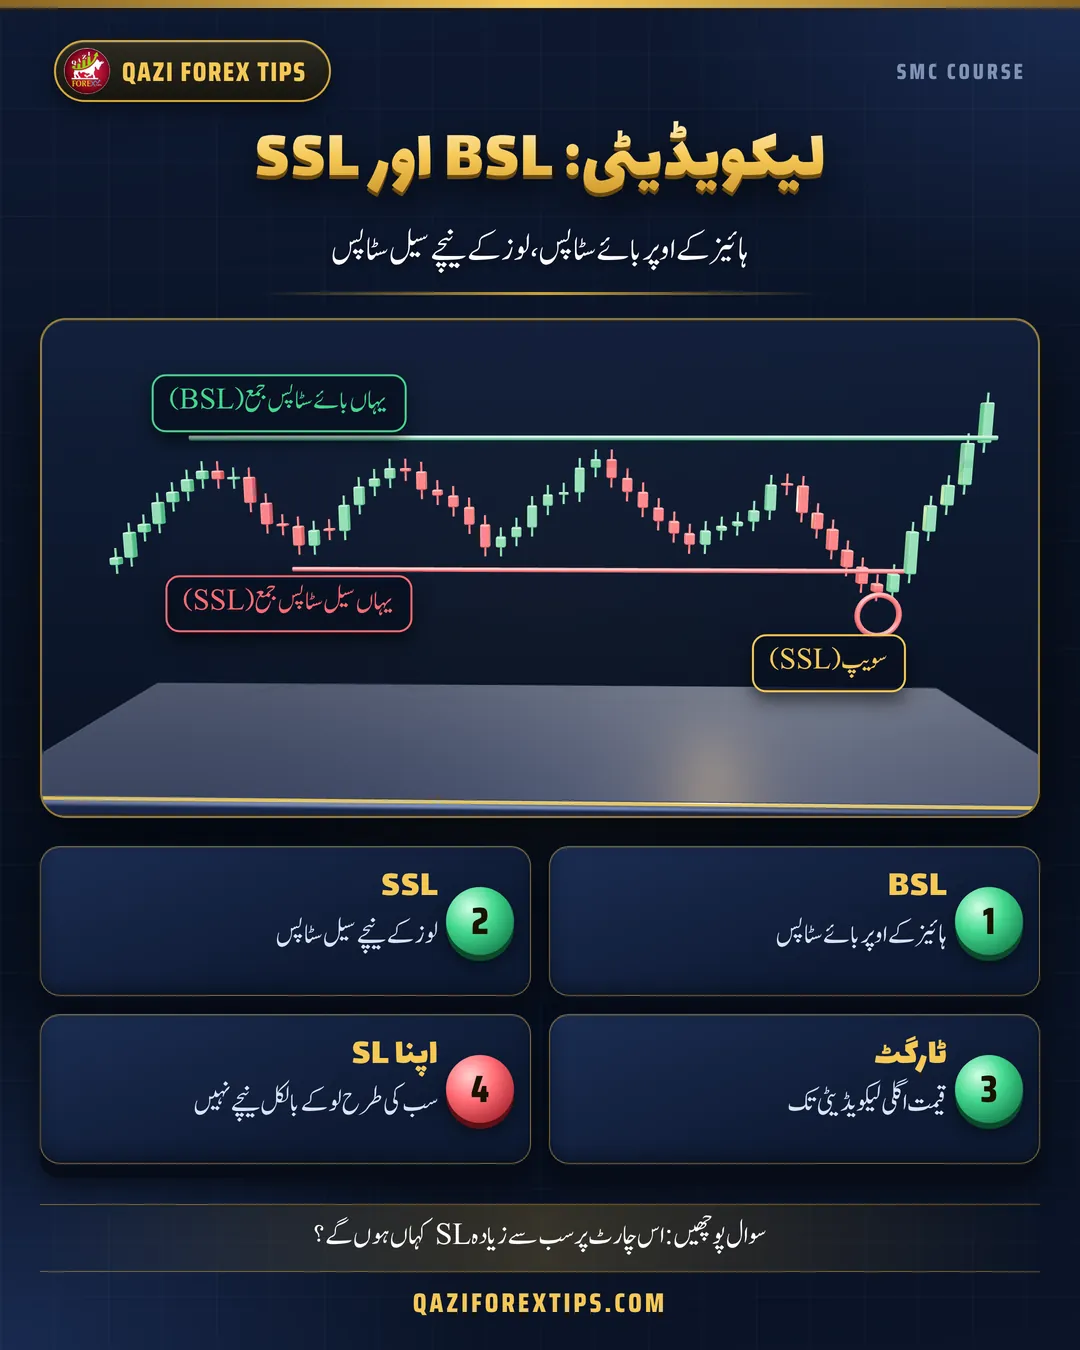 QAZI FOREX TIPS
SMC COURSE
لیکویڈیٹی: BSL اور SSL
ہائیز کے اوپر بائے سٹاپس، لوز کے نیچے سیل سٹاپس
یہاں بائے سٹاپس جمع (BSL)
یہاں سیل سٹاپس جمع (SSL)
سویپ (SSL)
1
BSL
ہائیز کے اوپر بائے سٹاپس
2
SSL
لوز کے نیچے سیل سٹاپس
3
ٹارگٹ
قیمت اگلی لیکویڈیٹی تک
4
اپنا SL
سب کی طرح لو کے بالکل نیچے نہیں
سوال پوچھیں: اس چارٹ پر سب سے زیادہ SL کہاں ہوں گے؟
QAZIFOREXTIPS.COM